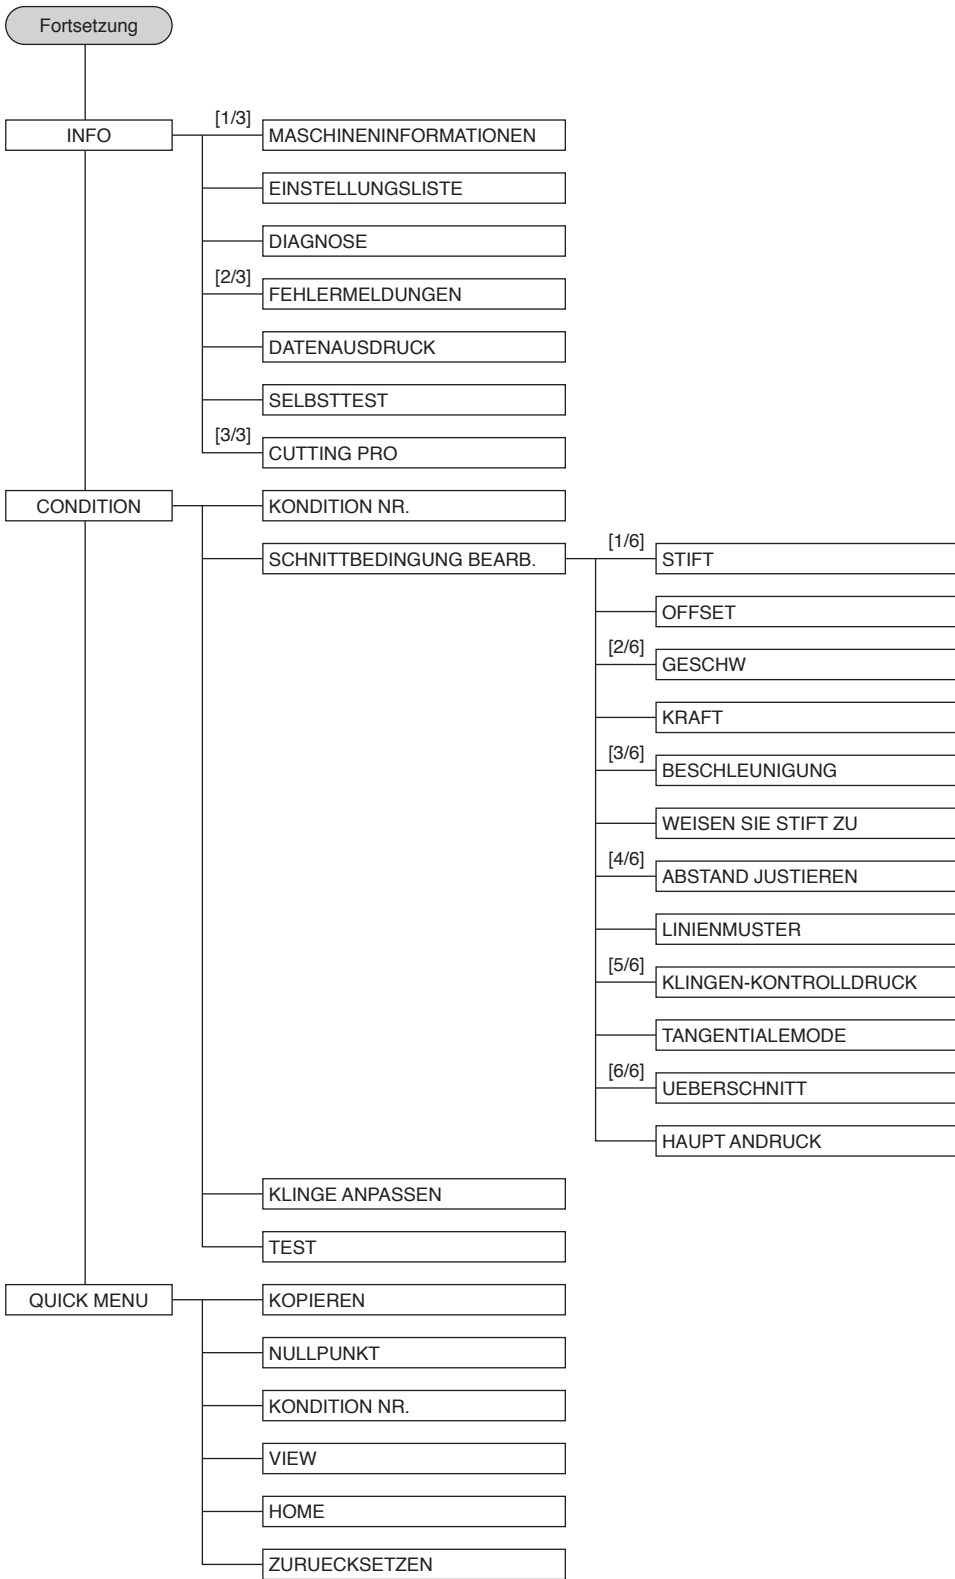 Fortsetzung
INFO
[1/3]
MASCHINENINFORMATIONEN
EINSTELLUNGSLISTE
DIAGNOSE
[2/3]
FEHLERMELDUNGEN
DATENAUSDRUCK
SELBSTTEST
[3/3]
CUTTING PRO
CONDITION
KONDITION NR.
SCHNITTBEDINGUNG BEARB.
[1/6]
STIFT
OFFSET
[2/6]
GESCHW
KRAFT
[3/6]
BESCHLEUNIGUNG
WEISEN SIE STIFT ZU
[4/6]
ABSTAND JUSTIEREN
LINIENMUSTER
[5/6]
KLINGEN-KONTROLLDRUCK
TANGENTIALEMODE
[6/6]
UEBERSCHNITT
HAUPT ANDRUCK
KLINGE ANPASSEN
TEST
QUICK MENU
KOPIEREN
NULLPUNKT
KONDITION NR.
VIEW
HOME
ZURUECKSETZEN